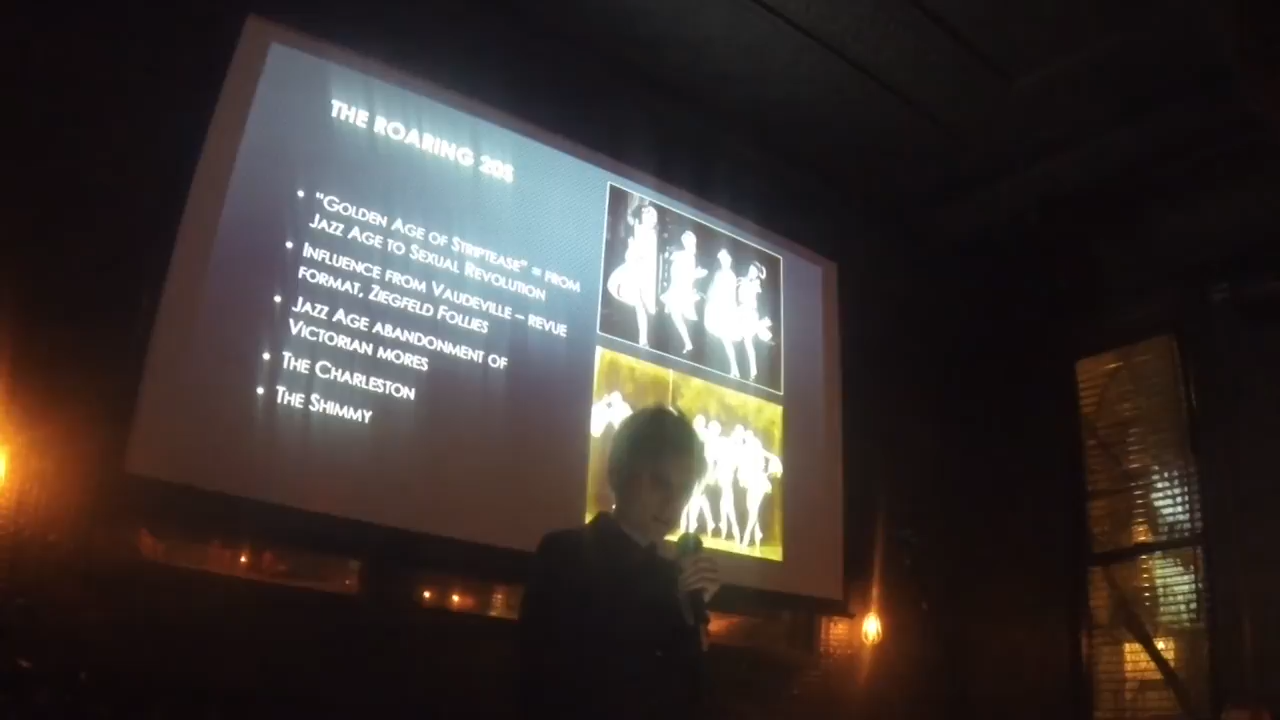 THE ROARING 20S
• "GOLDEN AGE OF STRIPTEASE" = FROM
JAZZ AGE TO SEXUAL REVOLUTION
• INFLUENCE FROM VAUDEVILLE – REVUE
FORMAT, ZIEGFELD FOLLIES
• JAZZ AGE ABANDONMENT OF
VICTORIAN MORES
• THE CHARLESTON
• THE SHIMMY